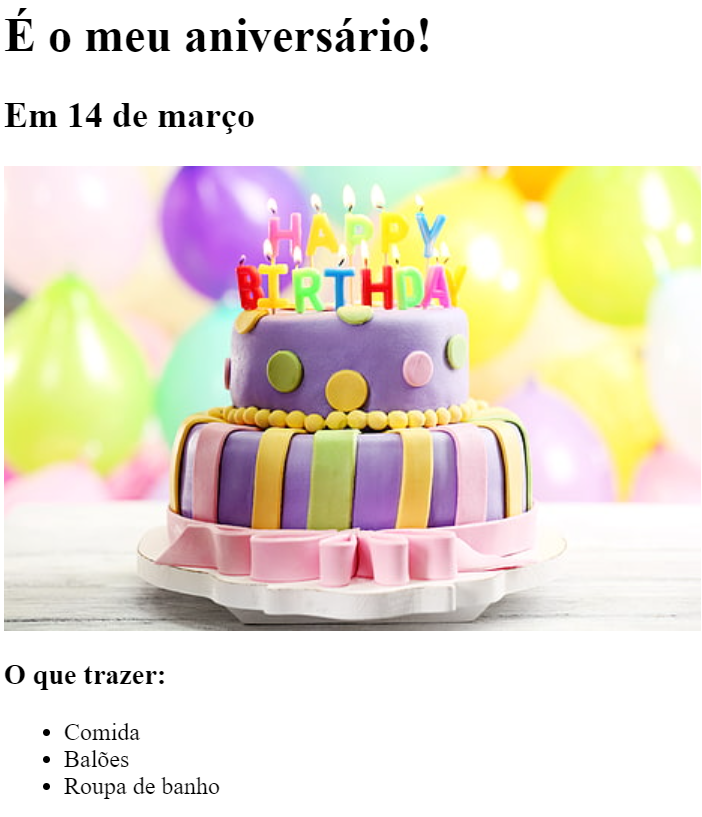 É o meu aniversário!
Em 14 de março
HAPPY
BIRTHDAY
O que trazer:
Comida
Balões
Roupa de banho